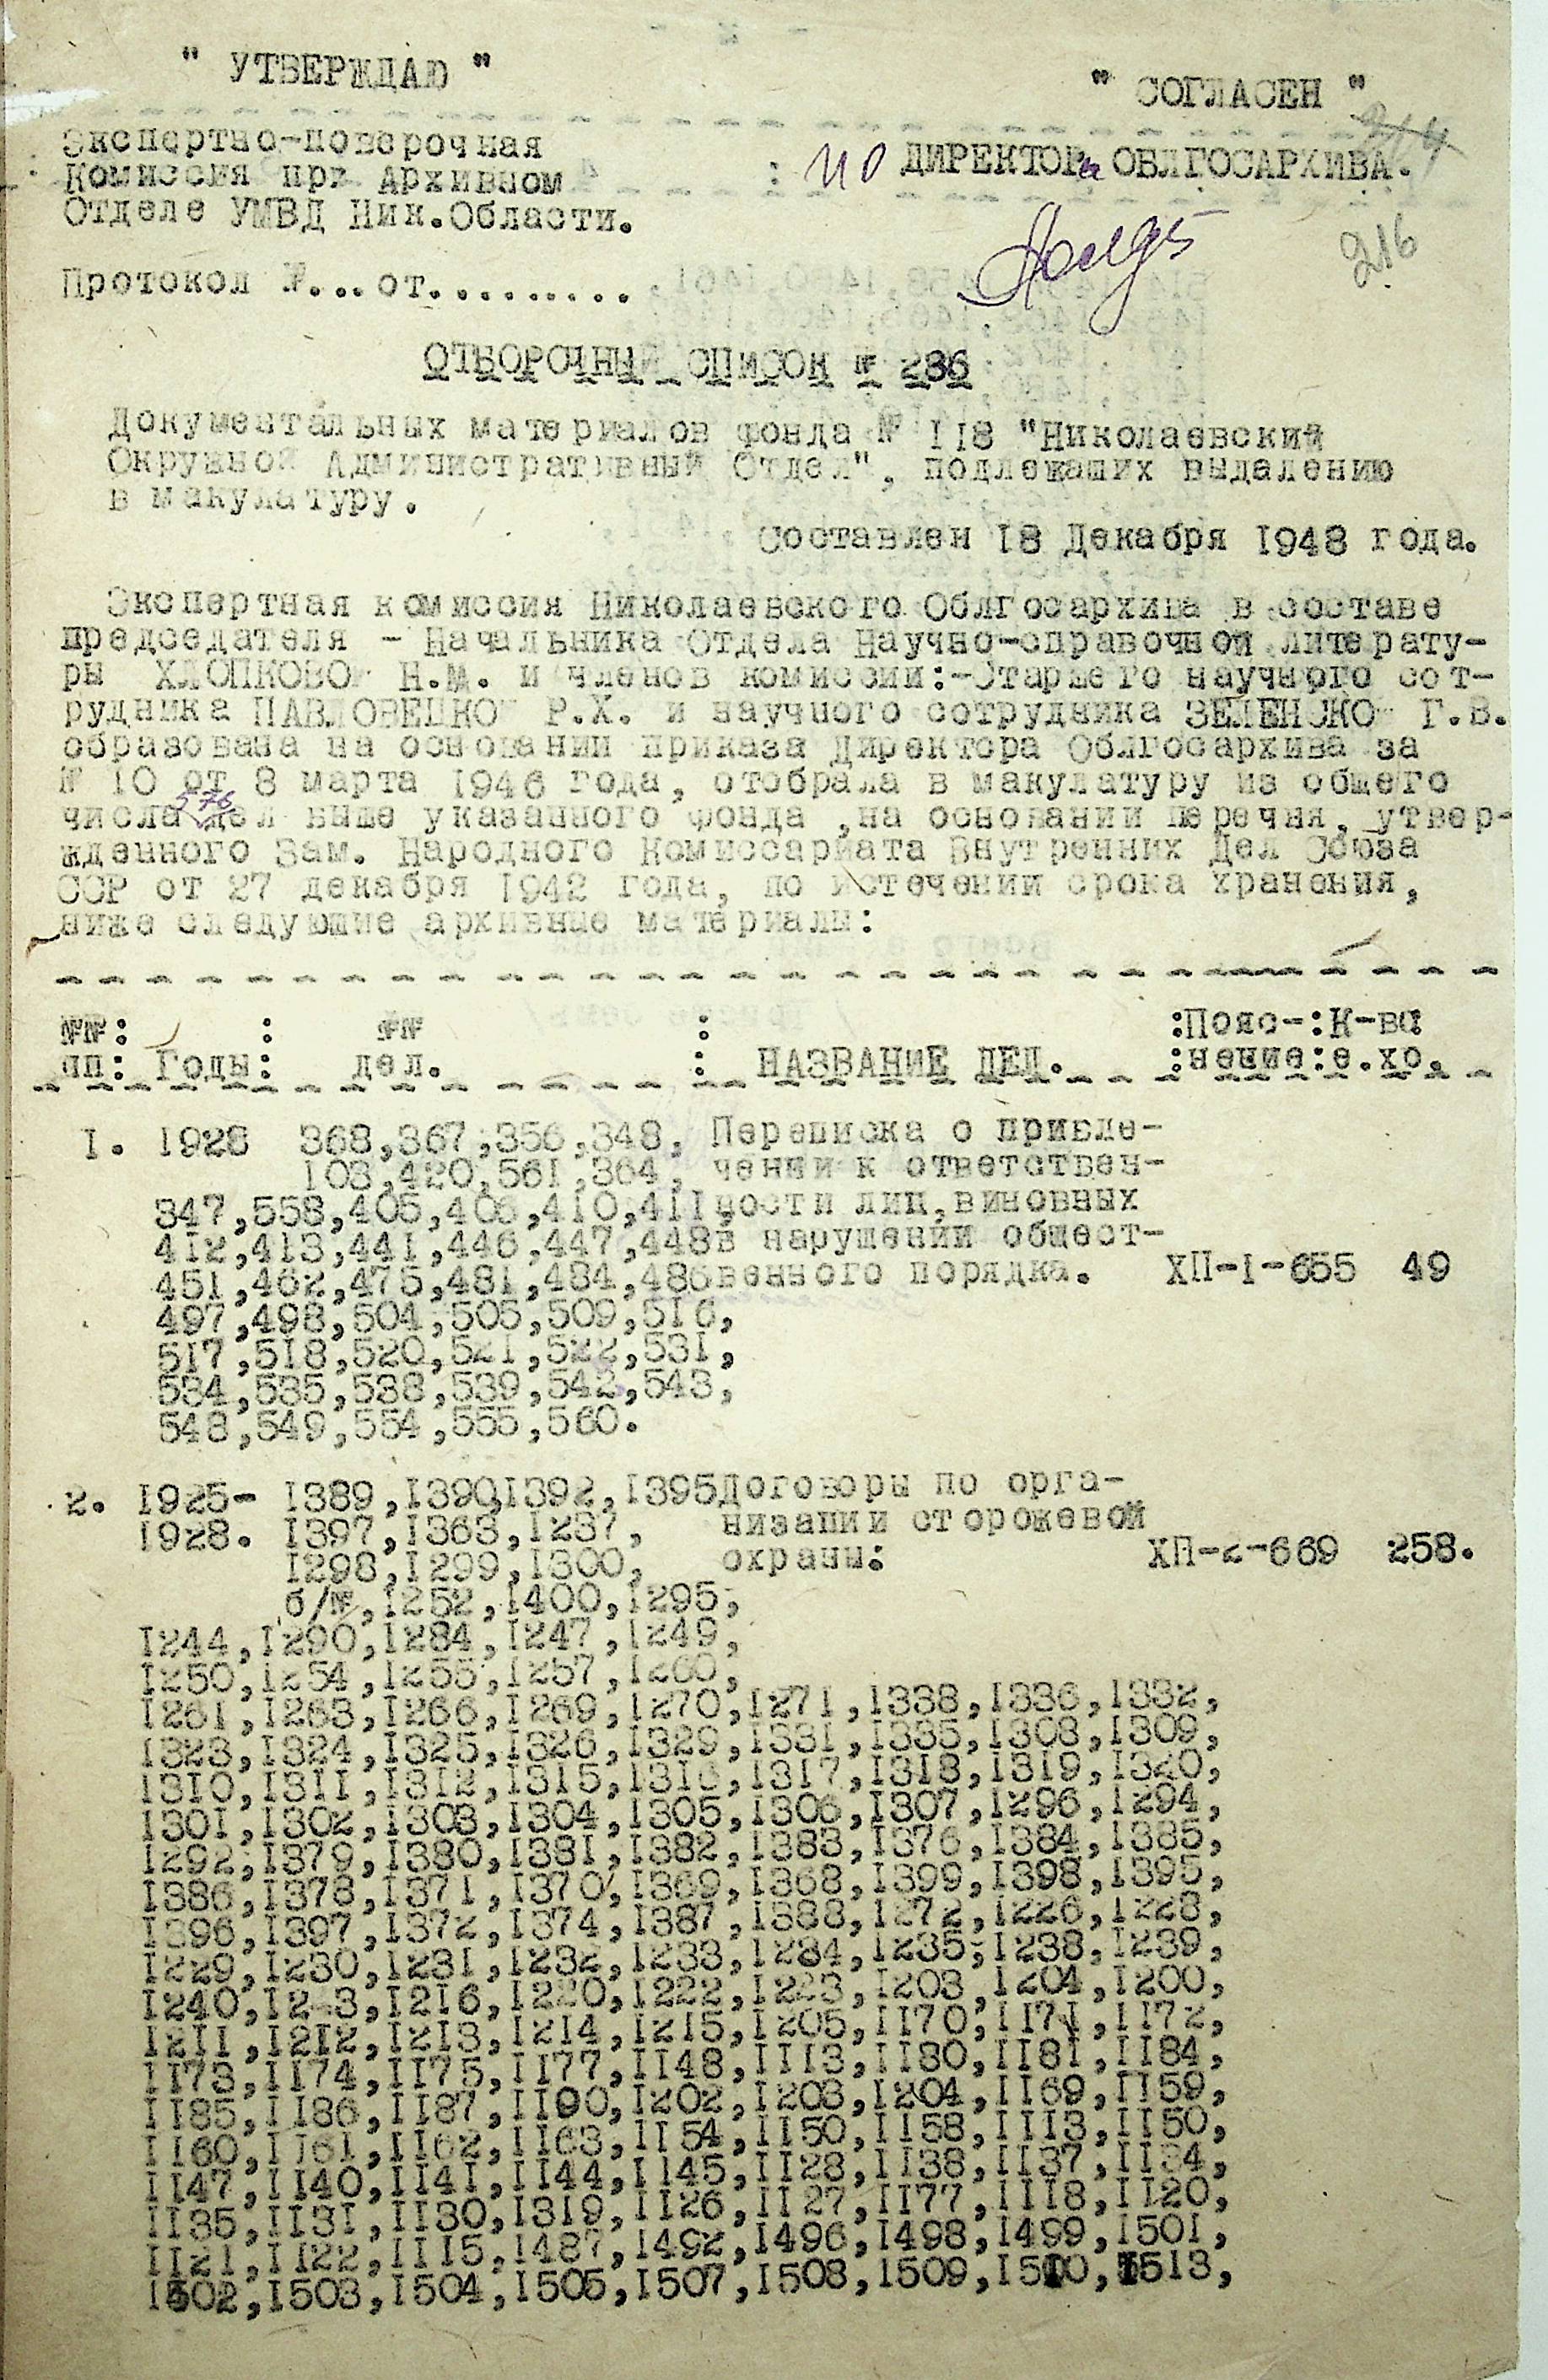 " УТВЕРЖДАЮ "
" СОГЛАСЕН "
Экспертно-поверочная
Комиссия при Архивном
Отделе УМВД Ник.Области.
: ИО ДИРЕКТОРа ОБЛГОСАРХИВА.
216
Протокол №...от..........
ОТБОРОЧНЫЙ СПИСОК № 236
Документальных материалов фонда № 118 "Николаевский
Окружной Административный Отдел", подлежаших выдалению
в макулатуру.
Составлен 18 Декабря 1948 года.
Экспертная комиссия Николаевского Облгосархива в составе
председателя - Начальника Отдела Научно-справочной литерату-
ры ХЛОПКОВОЙ Н.М. и членов комиссии:-Старшего научного сот-
рудника ПАВЛОВЕЦКОЙ Р.Х. и научного сотрудника ЗЕЛЕНСКОЙ Г.В.
образована на основании приказа Директора Облгосархива за
№ 10 от 8 марта 1946 года, отобрала в макулатуру из общего
576
числа дел выше указанного фонда ,на основании перечня, утвер-
жденного Зам. Народного Комиссариата Внутренних Дел Союза
ССР от 27 декабря 1942 года, по истечении срока хранения,
ниже следующие архивные материалы:
№№: : №№ : :Пояс-:К-во
пп: Годы: дел. : НАЗВАНИЕ ДЕЛ. :нение:е.хр.
1. 1926 368,367,356,348, Переписка о привле-
103,420,561,364, чении к ответствен-
347,558,405,406,410,411 ности лиц,виновных
412,413,441,446,447,448 в нарушении общест-
451,462,475,481,484,486 венного порядка. ХП-1-655 49
497,498,504,505,509,516,
517,518,520,521,522,531,
534,535,538,539,542,543,
548,549,554,555,560.
2. 1925- 1389,1390,1392,1395 Договоры по орга-
1928. 1397,1363,1237, низации сторожевой
1298,1299,1300, охраны: ХП-2-669 258.
б/№,1252,1400,1295,
1244,1290,1284,1247,1249,
1250,1254,1255,1257,1260,
1261,1263,1266,1269,1270,1271,1338,1336,1332,
1323,1324,1325,1326,1329,1331,1335,1308,1309,
1310,1311,1312,1315,1316,1317,1318,1319,1320,
1301,1302,1303,1304,1305,1306,1307,1296,1294,
1292,1379,1380,1381,1382,1383,1376,1384,1385,
1386,1378,1371,1370,1369,1368,1399,1398,1395,
1396,1397,1372,1374,1387,1388,1272,1226,1228,
1229,1230,1231,1232,1233,1234,1235,1238,1239,
1240,1243,1216,1220,1222,1223,1203,1204,1200,
1211,1212,1213,1214,1215,1205,1170,1171,1172,
1173,1174,1175,1177,1148,1113,1180,1181,1184,
1185,1186,1187,1190,1202,1203,1204,1169,1159,
1160,1161,1162,1163,1154,1150,1158,1113,1150,
1147,1140,1141,1144,1145,1128,1138,1137,1134,
1135,1131,1130,1319,1126,1127,1177,1118,1120,
1121,1122,1115,1487,1492,1496,1498,1499,1501,
1502,1503,1504,1505,1507,1508,1509,1510,1513,